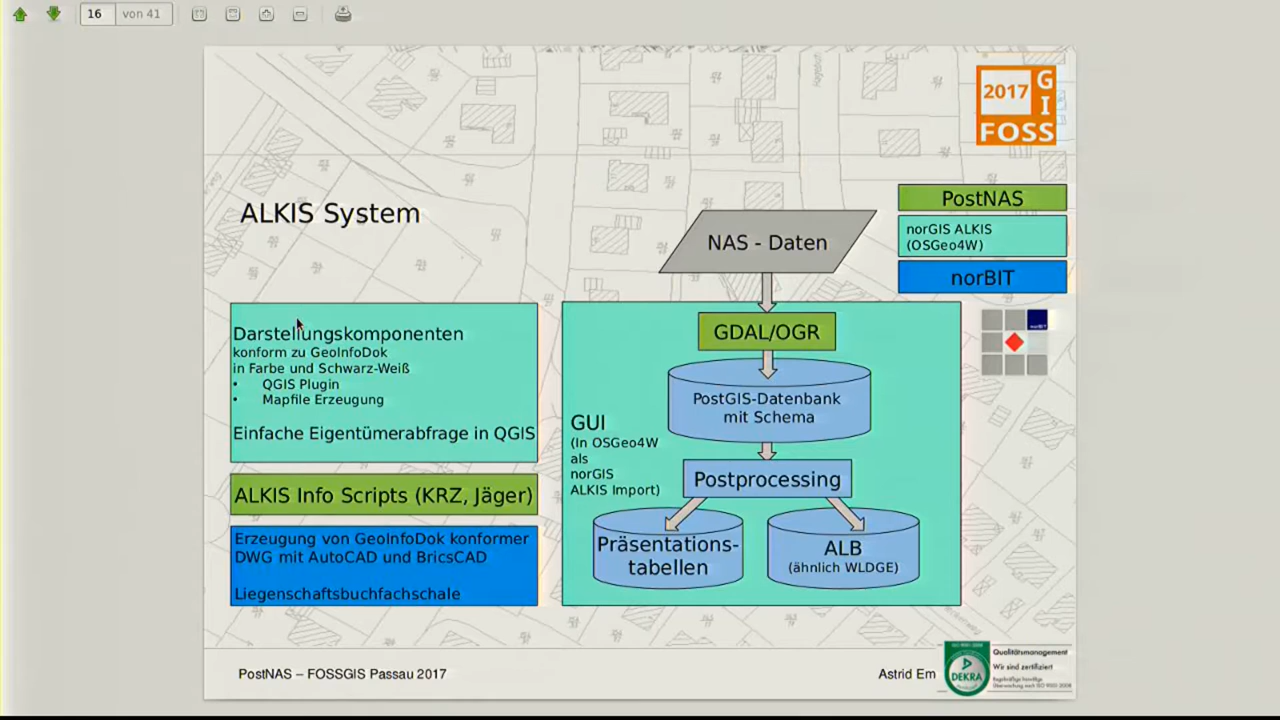 16 von 41
2017
G
I
FOSS
ALKIS System
NAS - Daten
PostNAS
norGIS ALKIS
(OSGeo4W)
norBIT
Darstellungskomponenten
konform zu GeoInfoDok
in Farbe und Schwarz-Weiß
• QGIS Plugin
• Mapfile Erzeugung
Einfache Eigentümerabfrage in QGIS
ALKIS Info Scripts (KRZ, Jäger)
Erzeugung von GeoInfoDok konformer
DWG mit AutoCAD und BricsCAD
Liegenschaftsbuchfachschale
GDAL/OGR
PostGIS-Datenbank
mit Schema
GUI
(In OSGeo4W
als
norGIS
ALKIS Import)
Postprocessing
Präsentations-
tabellen
ALB
(ähnlich WLDGE)
PostNAS – FOSSGIS Passau 2017
Astrid Em
DEKRA
Qualitätsmanagement
Wir sind zertifiziert